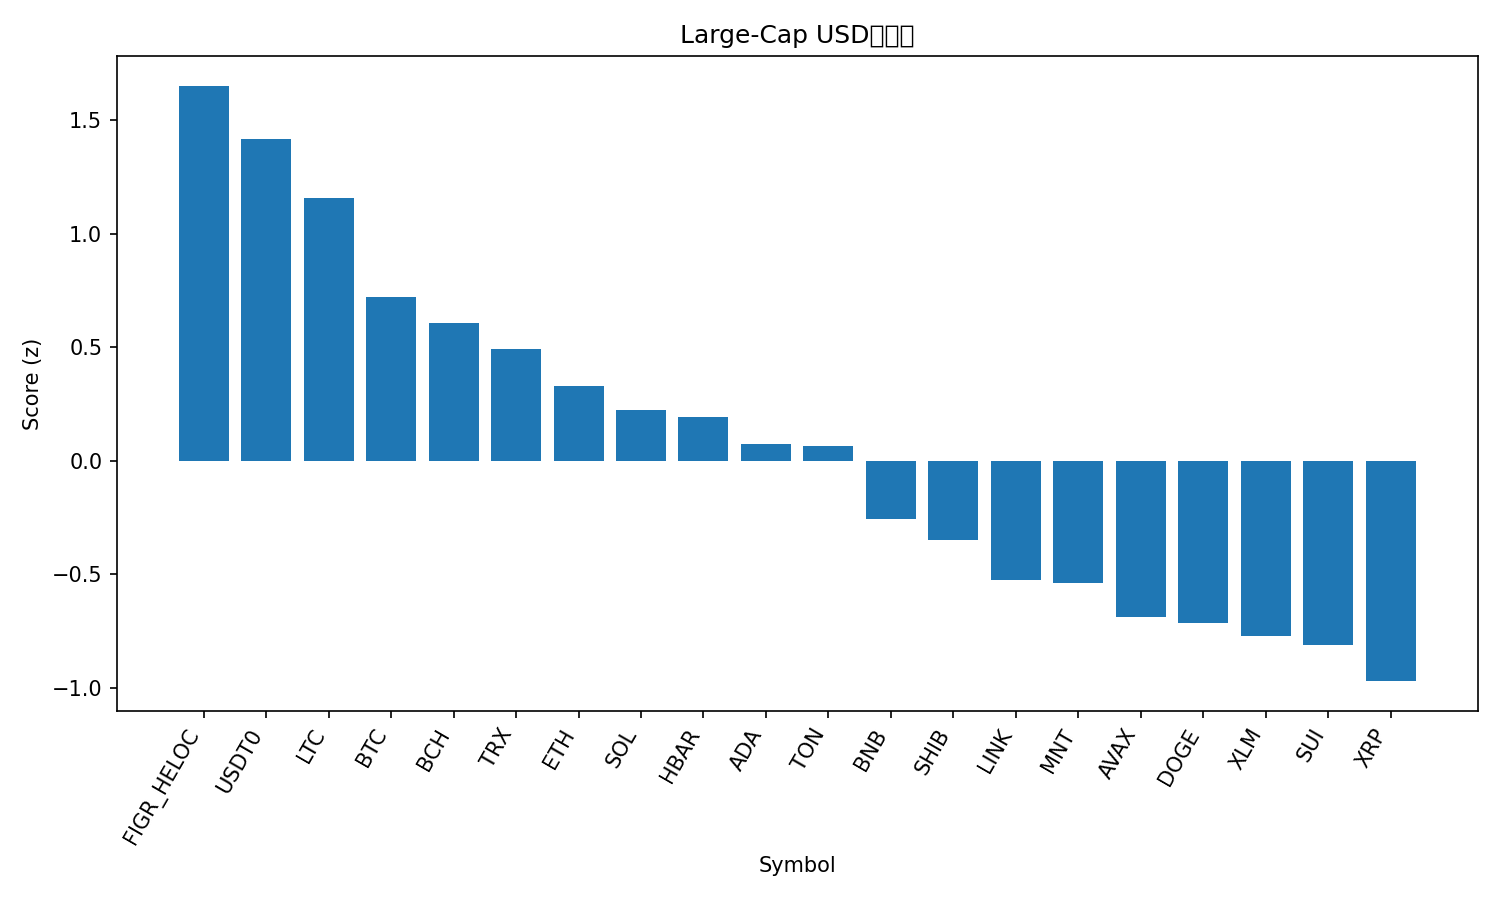 Large-Cap USD
Score (z)
1.5
1.0
0.5
0.0
−0.5
−1.0
FIGR_HELOC
USDT0
LTC
BTC
BCH
TRX
ETH
SOL
HBAR
ADA
TON
BNB
SHIB
LINK
MNT
AVAX
DOGE
XLM
SUI
XRP
Symbol